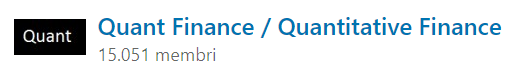 Quant
Quant Finance / Quantitative Finance
15.051 membri